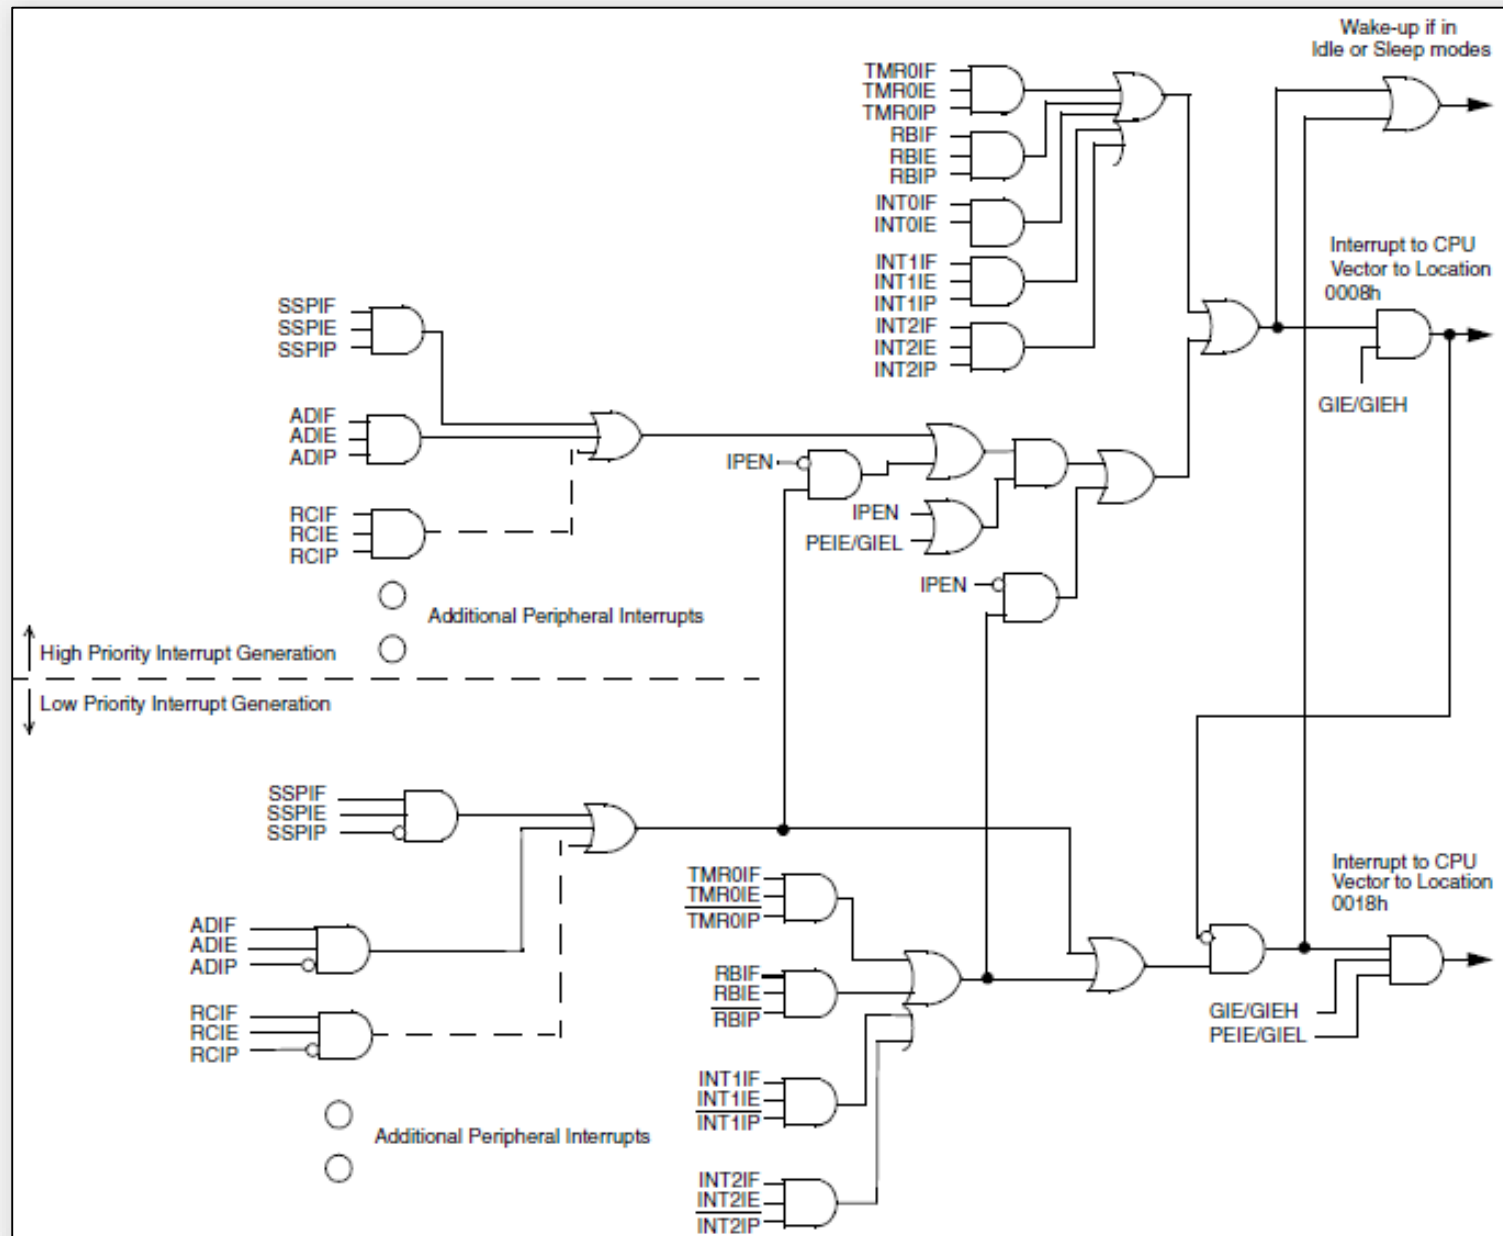 Wake-up if in
Idle or Sleep modes
TMR0IF
TMR0IE
TMR0IP
RBIF
RBIE
RBIP
INT0IF
INT0IE
INT1IF
INT1IE
INT1IP
INT2IF
INT2IE
INT2IP
Interrupt to CPU
Vector to Location
0008h
GIE/GIEH
SSPIF
SSPIE
SSPIP
ADIF
ADIE
ADIP
RCIF
RCIE
RCIP
IPEN
IPEN
PEIE/GIEL
IPEN
Additional Peripheral Interrupts
High Priority Interrupt Generation
Low Priority Interrupt Generation
SSPIF
SSPIE
SSPIP
ADIF
ADIE
ADIP
RCIF
RCIE
RCIP
Additional Peripheral Interrupts
TMR0IF
TMR0IE
TMR0IP
RBIF
RBIE
RBIP
INT1IF
INT1IE
INT1IP
INT2IF
INT2IE
INT2IP
Interrupt to CPU
Vector to Location
0018h
GIE/GIEH
PEIE/GIEL